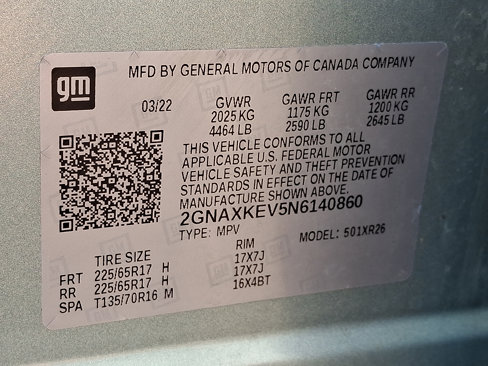 gm
MFD BY GENERAL MOTORS OF CANADA COMPANY
03/22 GVWR GAWR FRT GAWR RR
2025 KG 1175 KG 1200 KG
4464 LB 2590 LB 2645 LB
THIS VEHICLE CONFORMS TO ALL
APPLICABLE U.S. FEDERAL MOTOR
VEHICLE SAFETY AND THEFT PREVENTION
STANDARDS IN EFFECT ON THE DATE OF
MANUFACTURE SHOWN ABOVE.
2GNAXKEV5N6140860
TYPE: MPV MODEL: 501XR26
TIRE SIZE RIM
FRT 225/65R17 H 17X7J
RR 225/65R17 H 17X7J
SPA T135/70R16 M 16X4BT